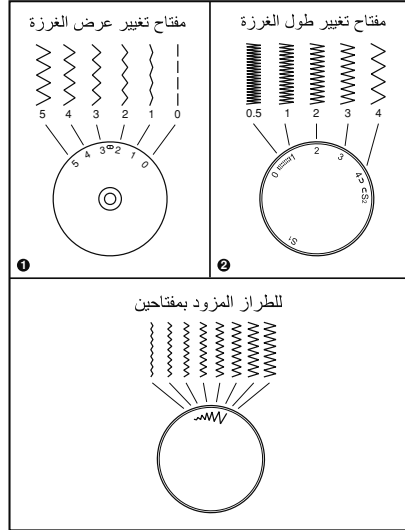 مفتاح تغيير عرض الغرزة
5 4 3 2 1 0
5 4 3 2 1 0
❶
مفتاح تغيير طول الغرزة
0.5 1 2 3 4
0 1 2 3 4 S2
S1
❷
للطراز المزود بمفتاحين